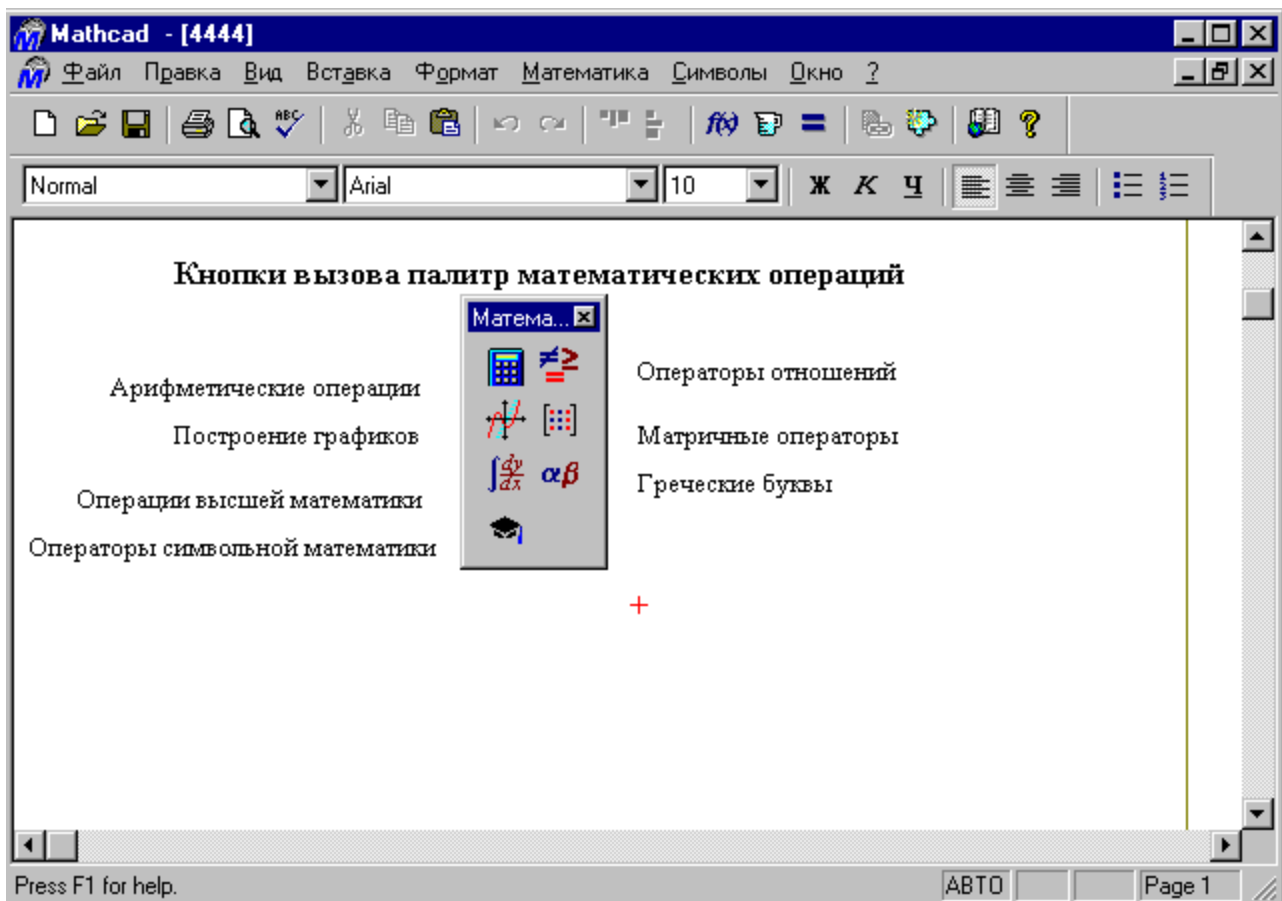 Mathcad - [4444]
Файл Правка Вид Вставка Формат Математика Символы Окно ?
Normal Arial 10 Ж К Ч
Кнопки вызова палитр математических операций
Матема...
Арифметические операции
Операторы отношений
Построение графиков
Матричные операторы
Операции высшей математики
Греческие буквы
Операторы символьной математики
Press F1 for help. АВТО Page 1